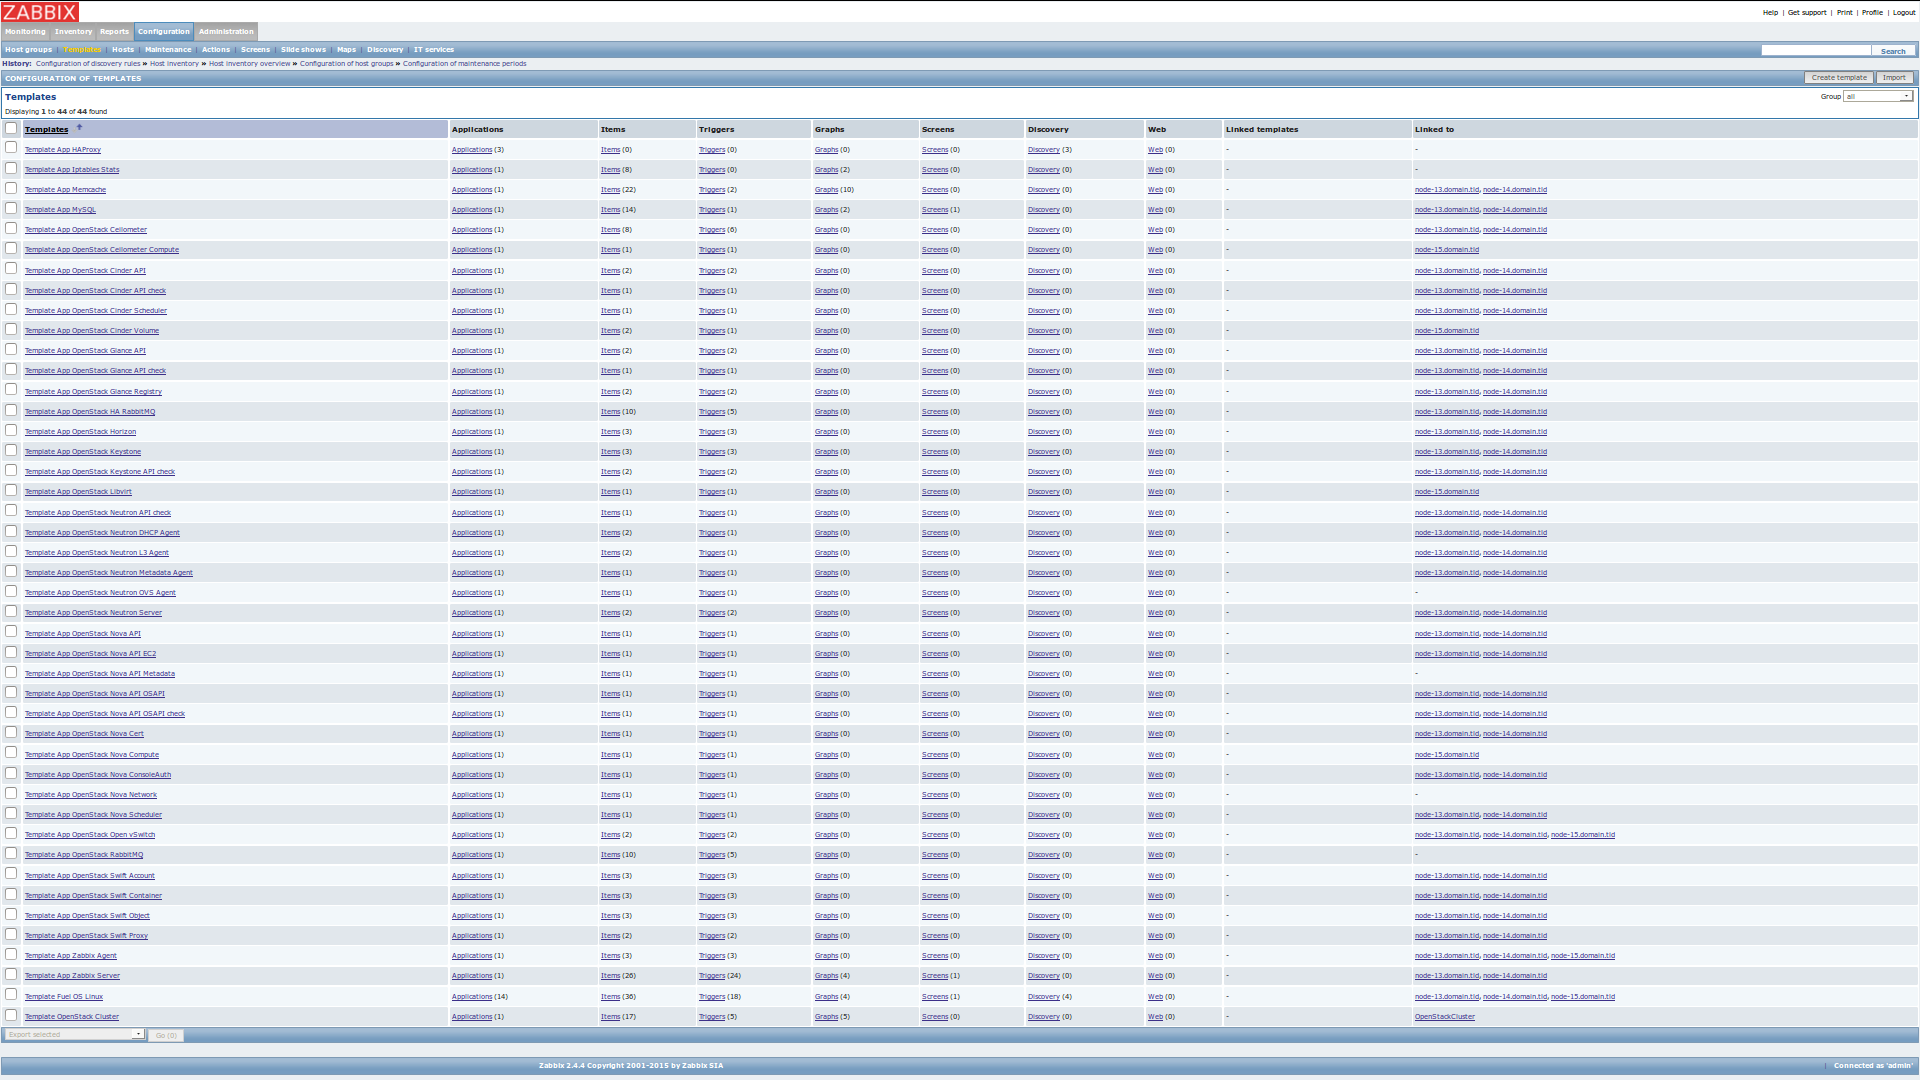 ZABBIX
Help | Get support | Print | Profile | Logout
Monitoring Inventory Reports Configuration Administration
Host groups | Templates | Hosts | Maintenance | Actions | Screens | Slide shows | Maps | Discovery | IT services Search
History: Configuration of discovery rules » Host inventory » Host inventory overview » Configuration of host groups » Configuration of maintenance periods
CONFIGURATION OF TEMPLATES Create template Import
Templates Group all
Displaying 1 to 44 of 44 found
Templates Applications Items Triggers Graphs Screens Discovery Web Linked templates Linked to
Template App HAProxy Applications (3) Items (0) Triggers (0) Graphs (0) Screens (0) Discovery (3) Web (0) - -
Template App Iptables Stats Applications (1) Items (8) Triggers (0) Graphs (2) Screens (0) Discovery (0) Web (0) - -
Template App Memcache Applications (1) Items (22) Triggers (2) Graphs (10) Screens (0) Discovery (0) Web (0) - node-13.domain.tld, node-14.domain.tld
Template App MySQL Applications (1) Items (14) Triggers (1) Graphs (2) Screens (1) Discovery (0) Web (0) - node-13.domain.tld, node-14.domain.tld
Template App OpenStack Ceilometer Applications (1) Items (8) Triggers (6) Graphs (0) Screens (0) Discovery (0) Web (0) - node-13.domain.tld, node-14.domain.tld
Template App OpenStack Ceilometer Compute Applications (1) Items (1) Triggers (1) Graphs (0) Screens (0) Discovery (0) Web (0) - node-15.domain.tld
Template App OpenStack Cinder API Applications (1) Items (2) Triggers (2) Graphs (0) Screens (0) Discovery (0) Web (0) - node-13.domain.tld, node-14.domain.tld
Template App OpenStack Cinder API check Applications (1) Items (1) Triggers (1) Graphs (0) Screens (0) Discovery (0) Web (0) - node-13.domain.tld, node-14.domain.tld
Template App OpenStack Cinder Scheduler Applications (1) Items (1) Triggers (1) Graphs (0) Screens (0) Discovery (0) Web (0) - node-13.domain.tld, node-14.domain.tld
Template App OpenStack Cinder Volume Applications (1) Items (2) Triggers (1) Graphs (0) Screens (0) Discovery (0) Web (0) - node-15.domain.tld
Template App OpenStack Glance API Applications (1) Items (2) Triggers (2) Graphs (0) Screens (0) Discovery (0) Web (0) - node-13.domain.tld, node-14.domain.tld
Template App OpenStack Glance API check Applications (1) Items (1) Triggers (1) Graphs (0) Screens (0) Discovery (0) Web (0) - node-13.domain.tld, node-14.domain.tld
Template App OpenStack Glance Registry Applications (1) Items (2) Triggers (2) Graphs (0) Screens (0) Discovery (0) Web (0) - node-13.domain.tld, node-14.domain.tld
Template App OpenStack HA RabbitMQ Applications (1) Items (10) Triggers (5) Graphs (0) Screens (0) Discovery (0) Web (0) - node-13.domain.tld, node-14.domain.tld
Template App OpenStack Horizon Applications (1) Items (3) Triggers (3) Graphs (0) Screens (0) Discovery (0) Web (0) - node-13.domain.tld, node-14.domain.tld
Template App OpenStack Keystone Applications (1) Items (3) Triggers (3) Graphs (0) Screens (0) Discovery (0) Web (0) - node-13.domain.tld, node-14.domain.tld
Template App OpenStack Keystone API check Applications (1) Items (2) Triggers (2) Graphs (0) Screens (0) Discovery (0) Web (0) - node-13.domain.tld, node-14.domain.tld
Template App OpenStack Libvirt Applications (1) Items (1) Triggers (1) Graphs (0) Screens (0) Discovery (0) Web (0) - node-15.domain.tld
Template App OpenStack Neutron API check Applications (1) Items (1) Triggers (1) Graphs (0) Screens (0) Discovery (0) Web (0) - node-13.domain.tld, node-14.domain.tld
Template App OpenStack Neutron DHCP Agent Applications (1) Items (2) Triggers (1) Graphs (0) Screens (0) Discovery (0) Web (0) - node-13.domain.tld, node-14.domain.tld
Template App OpenStack Neutron L3 Agent Applications (1) Items (2) Triggers (1) Graphs (0) Screens (0) Discovery (0) Web (0) - node-13.domain.tld, node-14.domain.tld
Template App OpenStack Neutron Metadata Agent Applications (1) Items (1) Triggers (1) Graphs (0) Screens (0) Discovery (0) Web (0) - node-13.domain.tld, node-14.domain.tld
Template App OpenStack Neutron OVS Agent Applications (1) Items (1) Triggers (1) Graphs (0) Screens (0) Discovery (0) Web (0) - -
Template App OpenStack Neutron Server Applications (1) Items (2) Triggers (2) Graphs (0) Screens (0) Discovery (0) Web (0) - node-13.domain.tld, node-14.domain.tld
Template App OpenStack Nova API Applications (1) Items (1) Triggers (1) Graphs (0) Screens (0) Discovery (0) Web (0) - node-13.domain.tld, node-14.domain.tld
Template App OpenStack Nova API EC2 Applications (1) Items (1) Triggers (1) Graphs (0) Screens (0) Discovery (0) Web (0) - node-13.domain.tld, node-14.domain.tld
Template App OpenStack Nova API Metadata Applications (1) Items (1) Triggers (1) Graphs (0) Screens (0) Discovery (0) Web (0) - -
Template App OpenStack Nova API OSAPI Applications (1) Items (1) Triggers (1) Graphs (0) Screens (0) Discovery (0) Web (0) - node-13.domain.tld, node-14.domain.tld
Template App OpenStack Nova API OSAPI check Applications (1) Items (1) Triggers (1) Graphs (0) Screens (0) Discovery (0) Web (0) - node-13.domain.tld, node-14.domain.tld
Template App OpenStack Nova Cert Applications (1) Items (1) Triggers (1) Graphs (0) Screens (0) Discovery (0) Web (0) - node-13.domain.tld, node-14.domain.tld
Template App OpenStack Nova Compute Applications (1) Items (1) Triggers (1) Graphs (0) Screens (0) Discovery (0) Web (0) - node-15.domain.tld
Template App OpenStack Nova ConsoleAuth Applications (1) Items (1) Triggers (1) Graphs (0) Screens (0) Discovery (0) Web (0) - node-13.domain.tld, node-14.domain.tld
Template App OpenStack Nova Network Applications (1) Items (1) Triggers (1) Graphs (0) Screens (0) Discovery (0) Web (0) - -
Template App OpenStack Nova Scheduler Applications (1) Items (1) Triggers (1) Graphs (0) Screens (0) Discovery (0) Web (0) - node-13.domain.tld, node-14.domain.tld
Template App OpenStack Open vSwitch Applications (1) Items (2) Triggers (2) Graphs (0) Screens (0) Discovery (0) Web (0) - node-13.domain.tld, node-14.domain.tld, node-15.domain.tld
Template App OpenStack RabbitMQ Applications (1) Items (10) Triggers (5) Graphs (0) Screens (0) Discovery (0) Web (0) - -
Template App OpenStack Swift Account Applications (1) Items (3) Triggers (3) Graphs (0) Screens (0) Discovery (0) Web (0) - node-13.domain.tld, node-14.domain.tld
Template App OpenStack Swift Container Applications (1) Items (3) Triggers (3) Graphs (0) Screens (0) Discovery (0) Web (0) - node-13.domain.tld, node-14.domain.tld
Template App OpenStack Swift Object Applications (1) Items (3) Triggers (3) Graphs (0) Screens (0) Discovery (0) Web (0) - node-13.domain.tld, node-14.domain.tld
Template App OpenStack Swift Proxy Applications (1) Items (2) Triggers (2) Graphs (0) Screens (0) Discovery (0) Web (0) - node-13.domain.tld, node-14.domain.tld
Template App Zabbix Agent Applications (1) Items (3) Triggers (3) Graphs (0) Screens (0) Discovery (0) Web (0) - node-13.domain.tld, node-14.domain.tld, node-15.domain.tld
Template App Zabbix Server Applications (1) Items (26) Triggers (24) Graphs (4) Screens (1) Discovery (0) Web (0) - node-13.domain.tld, node-14.domain.tld
Template Fuel OS Linux Applications (14) Items (36) Triggers (18) Graphs (4) Screens (1) Discovery (4) Web (0) - node-13.domain.tld, node-14.domain.tld, node-15.domain.tld
Template OpenStack Cluster Applications (1) Items (17) Triggers (5) Graphs (5) Screens (0) Discovery (0) Web (0) - OpenStackCluster
Export selected Go (0)
Zabbix 2.4.4 Copyright 2001-2015 by Zabbix SIA | Connected as 'admin'